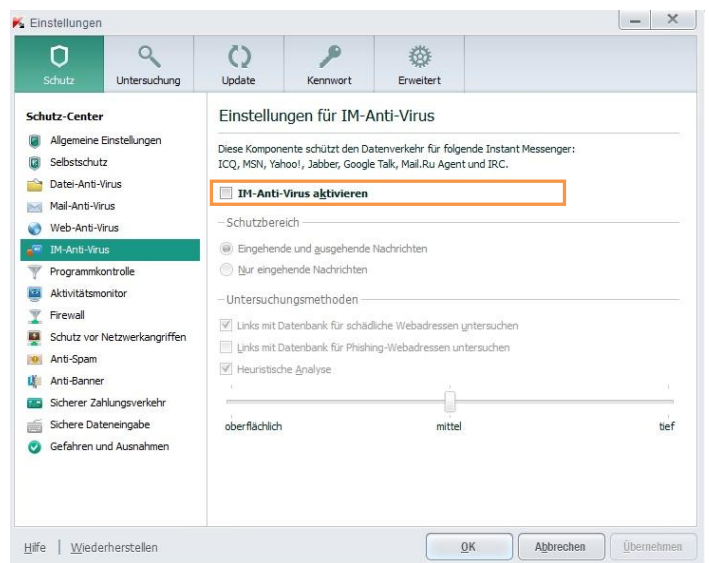 Einstellungen
Schutz
Untersuchung
Update
Kennwort
Erweitert
Schutz-Center
Allgemeine Einstellungen
Selbstschutz
Datei-Anti-Virus
Mail-Anti-Virus
Web-Anti-Virus
IM-Anti-Virus
Programmkontrolle
Aktivitätsmonitor
Firewall
Schutz vor Netzwerkangriffen
Anti-Spam
Anti-Banner
Sicherer Zahlungsverkehr
Sichere Dateneingabe
Gefahren und Ausnahmen
Einstellungen für IM-Anti-Virus
Diese Komponente schützt den Datenverkehr für folgende Instant Messenger:
ICQ, MSN, Yahoo!, Jabber, Google Talk, Mail.Ru Agent und IRC.
IM-Anti-Virus aktivieren
Schutzbereich
Eingehende und ausgehende Nachrichten
Nur eingehende Nachrichten
Untersuchungsmethoden
Links mit Datenbank für schädliche Webadressen untersuchen
Links mit Datenbank für Phishing-Webadressen untersuchen
Heuristische Analyse
oberflächlich
mittel
tief
Hilfe
Wiederherstellen
OK
Abbrechen
Übernehmen